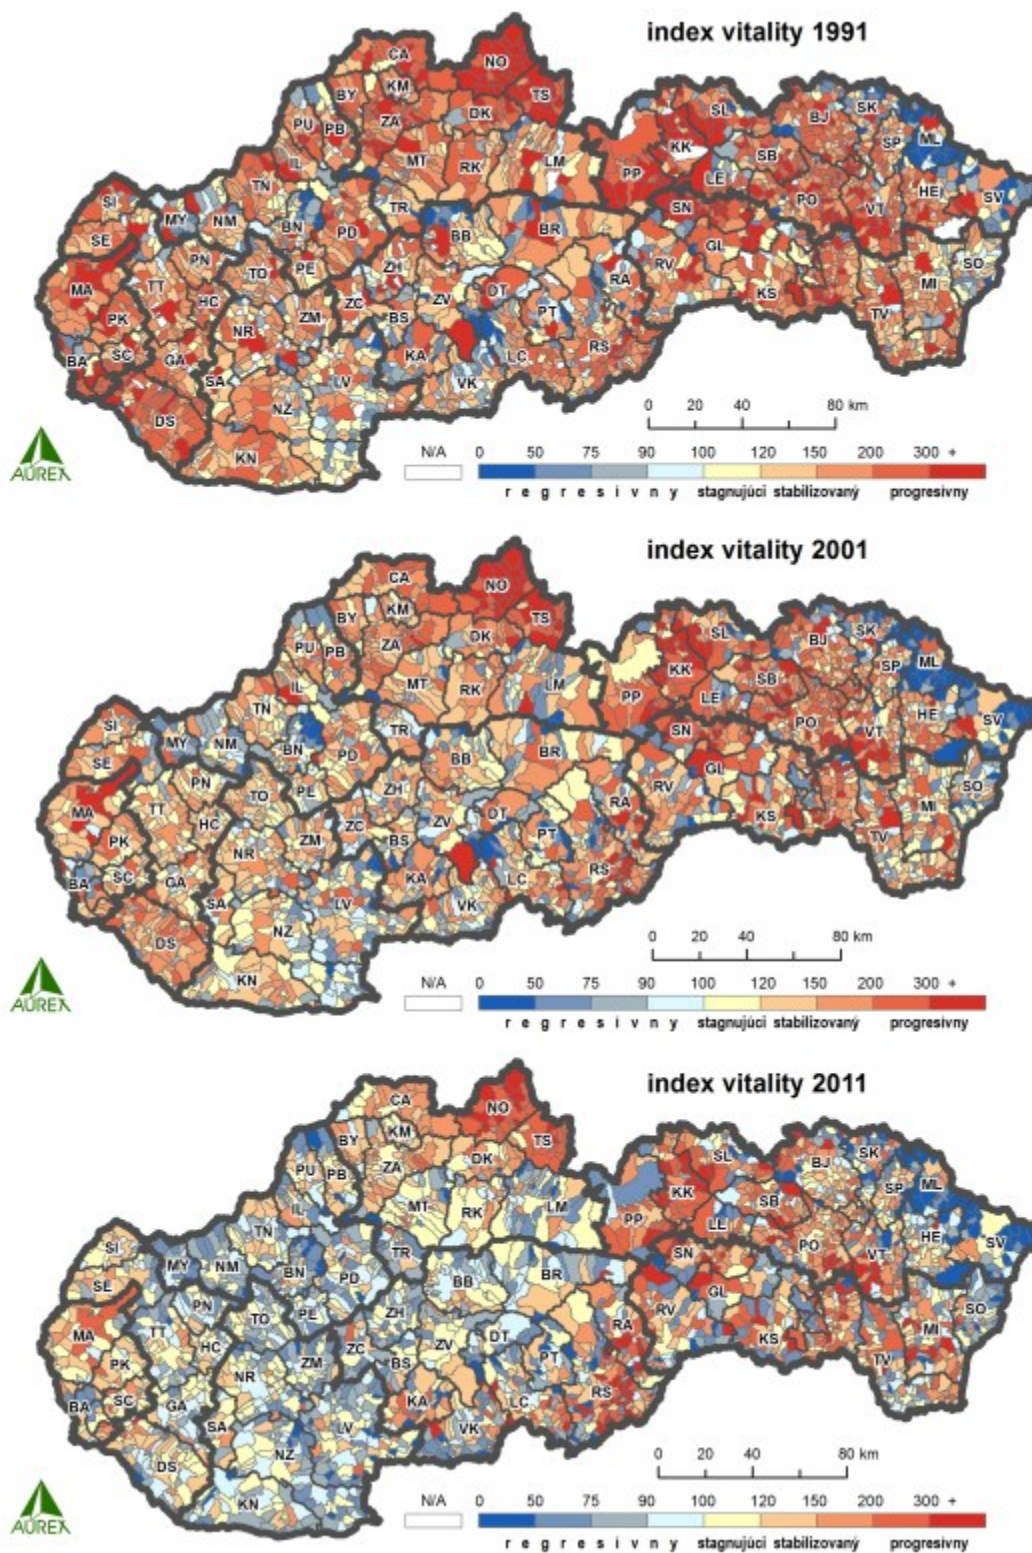 index vitality 1991
CA
NO
BY
KM
TS
PU
PB
ZA
DK
IL
MT
RK
LM
SL
BJ
SK
KK
SB
SP
ML
PP
LE
PO
HE
SV
SI
TN
TR
SN
VT
MY
NM
BN
PD
BB
BR
SE
PN
GL
TO
PE
ZH
RV
RA
SO
MA
TT
HC
ZC
ZV
DT
MI
KS
PK
NR
ZM
BS
PT
TV
BA
SC
GA
KA
LC
RS
SA
LV
VK
DS
NZ
KN
0 20 40 80 km
AUREX
N/A 0 50 75 90 100 120 150 200 300 +
regresívny stagnujúci stabilizovaný progresívny
index vitality 2001
CA
NO
BY
KM
TS
PU
PB
ZA
DK
IL
MT
RK
LM
SL
BJ
SK
KK
SB
SP
ML
PP
LE
PO
HE
SV
SI
TN
TR
SN
VT
MY
NM
BN
PD
BB
BR
SE
PN
GL
TO
PE
ZH
RV
RA
SO
MA
TT
HC
ZC
ZV
DT
MI
KS
PK
NR
ZM
BS
PT
TV
BA
SC
GA
KA
LC
RS
SA
LV
VK
DS
NZ
KN
0 20 40 80 km
AUREX
N/A 0 50 75 90 100 120 150 200 300 +
regresívny stagnujúci stabilizovaný progresívny
index vitality 2011
CA
NO
BY
KM
TS
PU
PB
ZA
DK
IL
MT
RK
LM
SL
BJ
SK
KK
SB
SP
ML
PP
LE
PO
HE
SV
SI
TN
TR
SN
VT
MY
NM
BN
PD
BB
BR
PN
GL
TO
PE
ZH
RV
RA
SO
MA
TT
HC
ZC
ZV
DT
MI
KS
PK
NR
ZM
BS
PT
TV
BA
SC
GA
KA
LC
RS
SA
LV
VK
DS
NZ
KN
0 20 40 80 km
AUREX
N/A 0 50 75 90 100 120 150 200 300 +
regresívny stagnujúci stabilizovaný progresívny